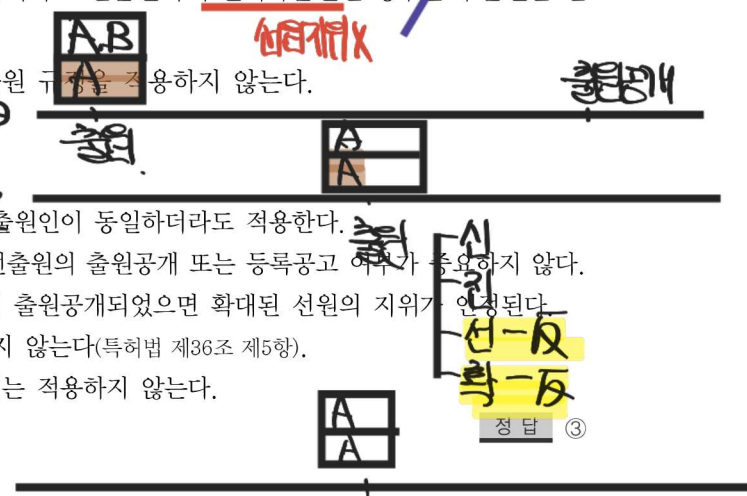 A,B
선원지위X
A
원 규정을 적용하지 않는다.
출원공개
출원.
A
A
출원인이 동일하더라도 적용한다.
출원
신
선출원의 출원공개 또는 등록공고 여부가 중요하지 않다.
진
출원공개되었으면 확대된 선원의 지위가 인정된다.
선
지 않는다(특허법 제36조 제5항).
는 적용하지 않는다.
확
A
정답 ③
A